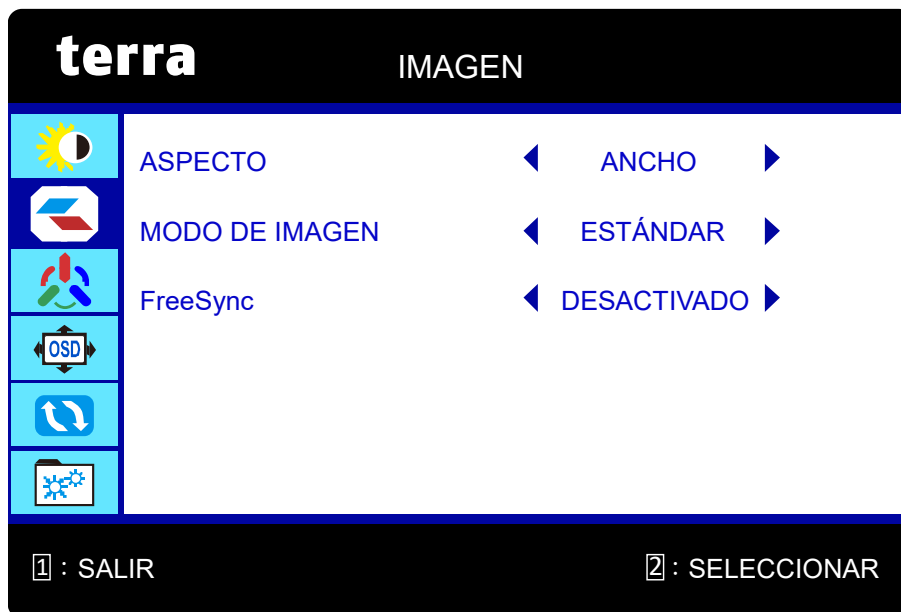 terra
IMAGEN
ASPECTO ANCHO
MODO DE IMAGEN ESTÁNDAR
FreeSync DESACTIVADO
OSD
1 : SALIR 2 : SELECCIONAR